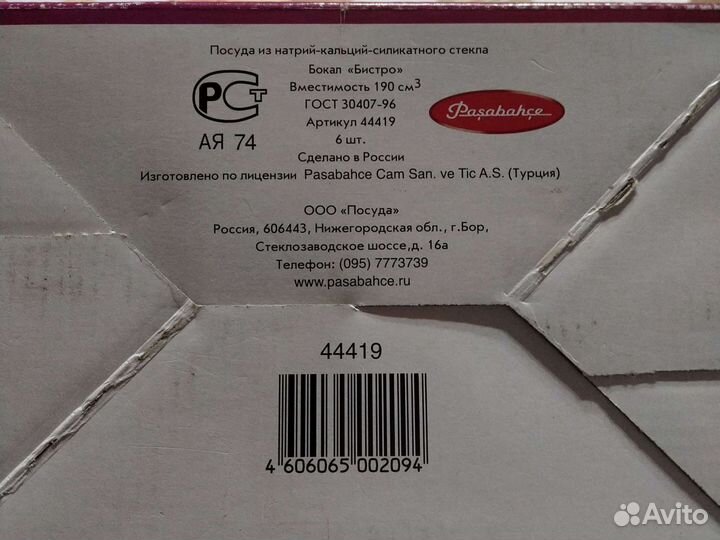 Посуда из натрий-кальций-силикатного стекла
Бокал «Бистро»
Вместимость 190 см³
ГОСТ 30407-96
Артикул 44419
6 шт.
Сделано в России
РСТ
АЯ 74
Paşabahçe
Изготовлено по лицензии Pasabahce Cam San. ve Tic A.S. (Турция)
ООО «Посуда»
Россия, 606443, Нижегородская обл., г.Бор,
Стеклозаводское шоссе,д. 16а
Телефон: (095) 7773739
www.pasabahce.ru
44419
4 606065 002094
Avito